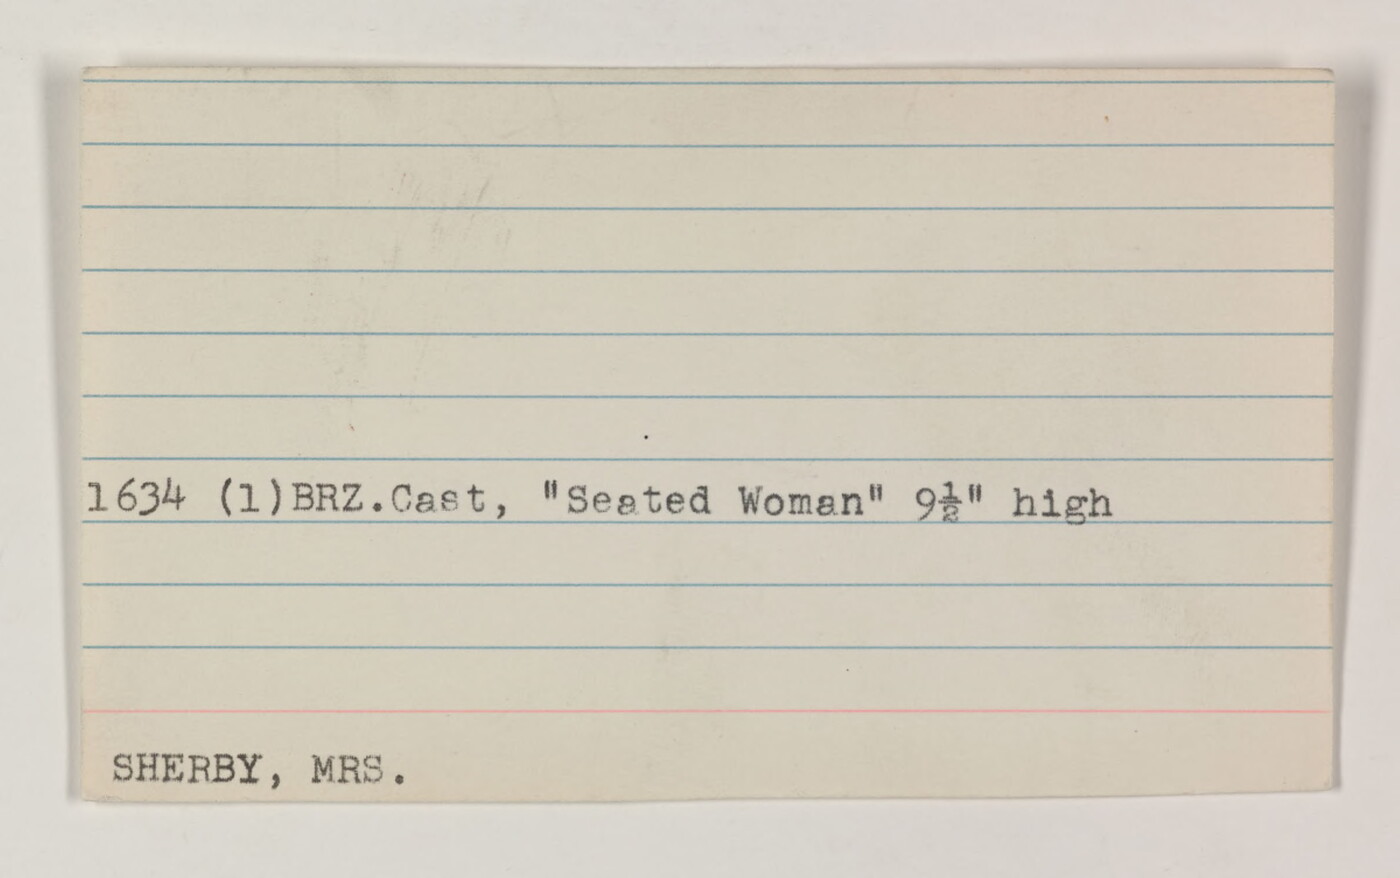 1634 (1)BRZ.Cast, "Seated Woman" 9½" high
SHERBY, MRS.